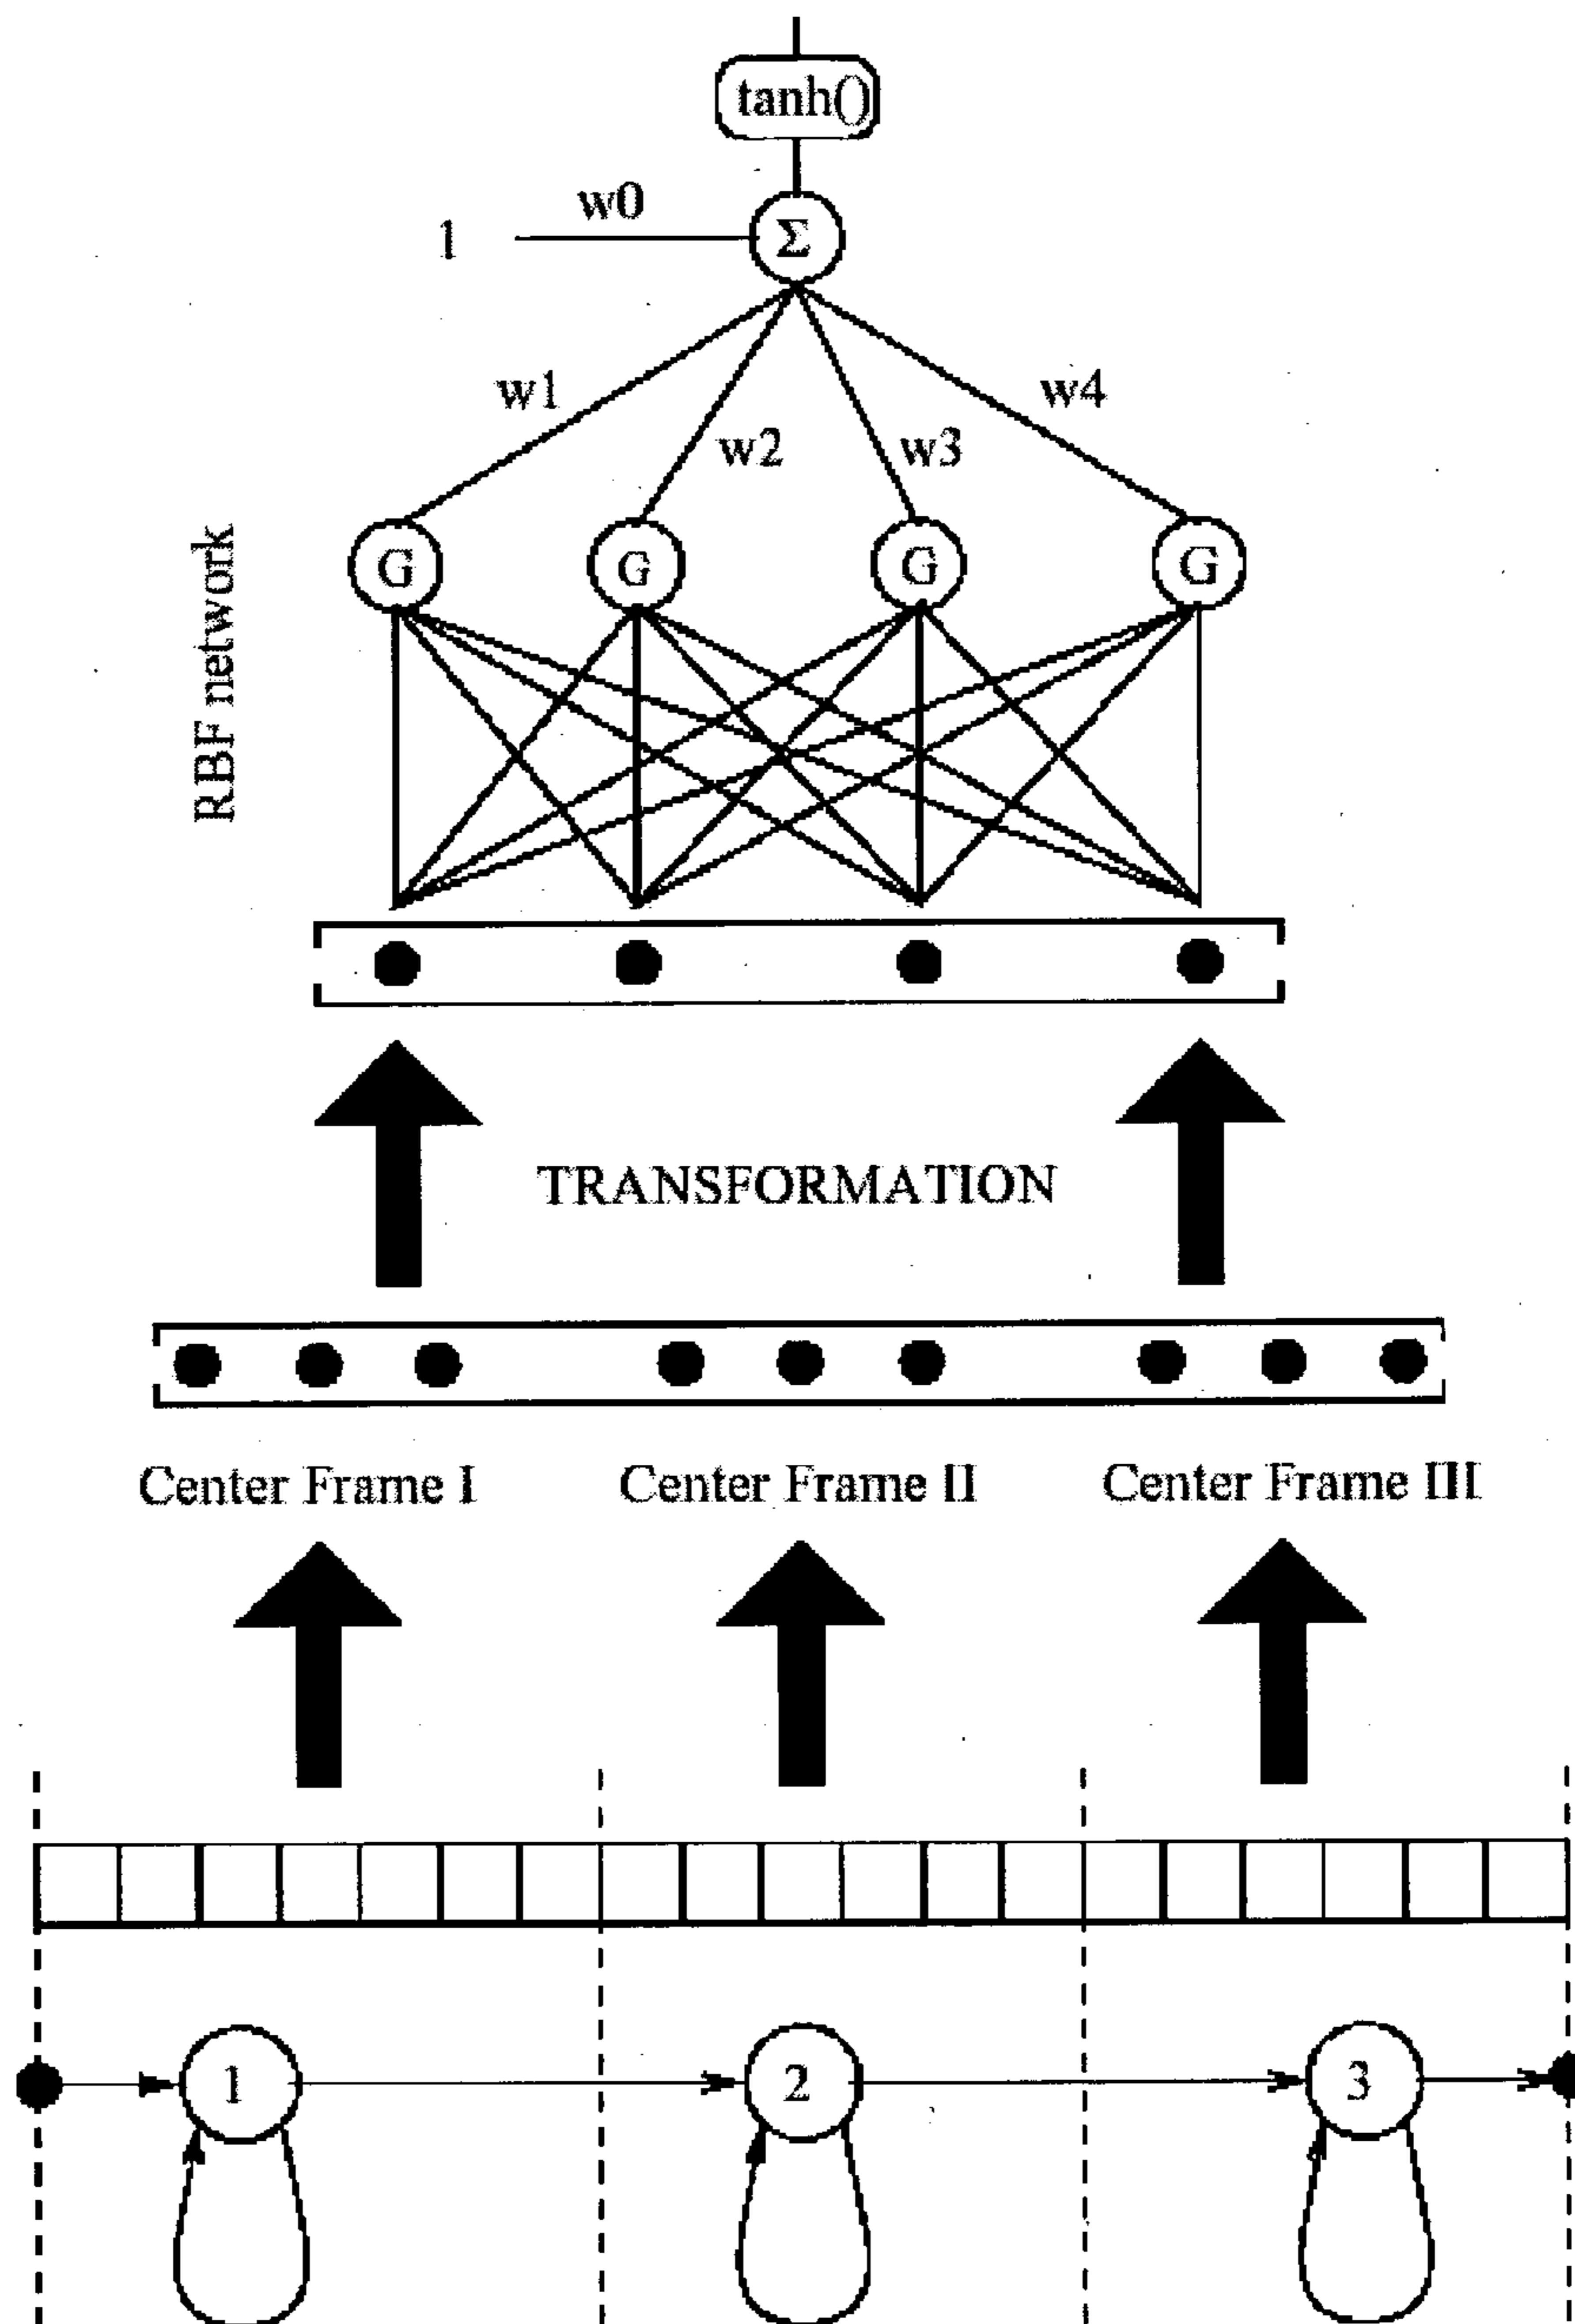 tanh()
w0
1
Σ
w1
w4
w2
w3
RBF network
G G G G
TRANSFORMATION
Center Frame I Center Frame II Center Frame III
1 2 3